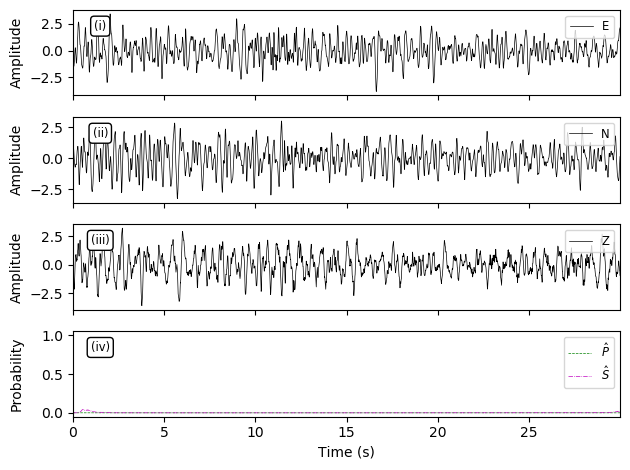 Amplitude
2.5
0.0
−2.5
(i)
E
Amplitude
2.5
0.0
−2.5
(ii)
N
Amplitude
2.5
0.0
−2.5
(iii)
Z
Probability
1.0
0.5
0.0
(iv)
P̂
Ŝ
0 5 10 15 20 25
Time (s)